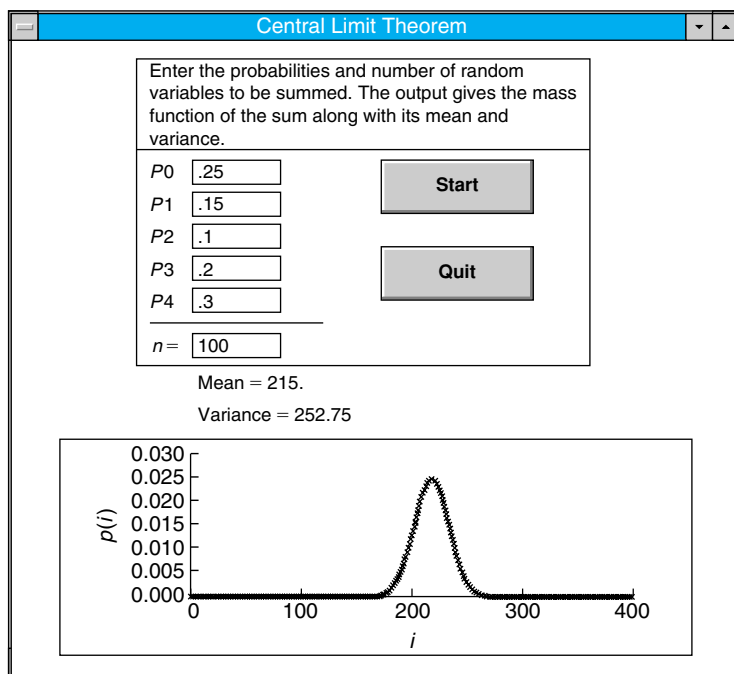 Central Limit Theorem
Enter the probabilities and number of random
variables to be summed. The output gives the mass
function of the sum along with its mean and
variance.
P0 .25
P1 .15
P2 .1
P3 .2
P4 .3
n = 100
Start
Quit
Mean = 215.
Variance = 252.75
p(i)
0.030
0.025
0.020
0.015
0.010
0.005
0.000
0 100 200 300 400
i